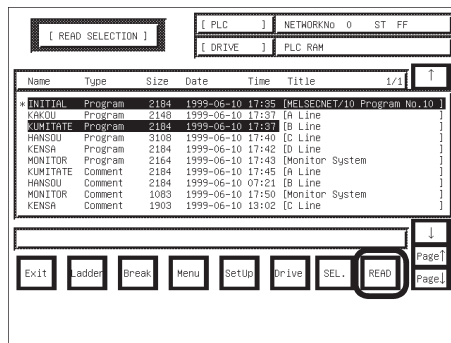 [ READ SELECTION ]
[ PLC ] NETWORKNo 0 ST FF
[ DRIVE ] PLC RAM
Name Type Size Date Time Title 1/1 ↑
*INITIAL Program 2184 1999-06-10 17:35 [MELSECNET/10 Program No.10 ]
KAKOU Program 2148 1999-06-10 17:37 [A Line ]
KUMITATE Program 2184 1999-06-10 17:37 [B Line ]
HANSOU Program 3108 1999-06-10 17:40 [C Line ]
KENSA Program 2184 1999-06-10 17:42 [D Line ]
MONITOR Program 2164 1999-06-10 17:43 [Monitor System ]
KUMITATE Comment 2184 1999-06-10 17:45 [A Line ]
HANSOU Comment 2184 1999-06-10 07:21 [B Line ]
MONITOR Comment 1083 1999-06-10 17:50 [Monitor System ]
KENSA Comment 1903 1999-06-10 13:02 [C Line ]
↓
Page↑
Exit Ladder Break Menu SetUp Drive SEL. READ Page↓